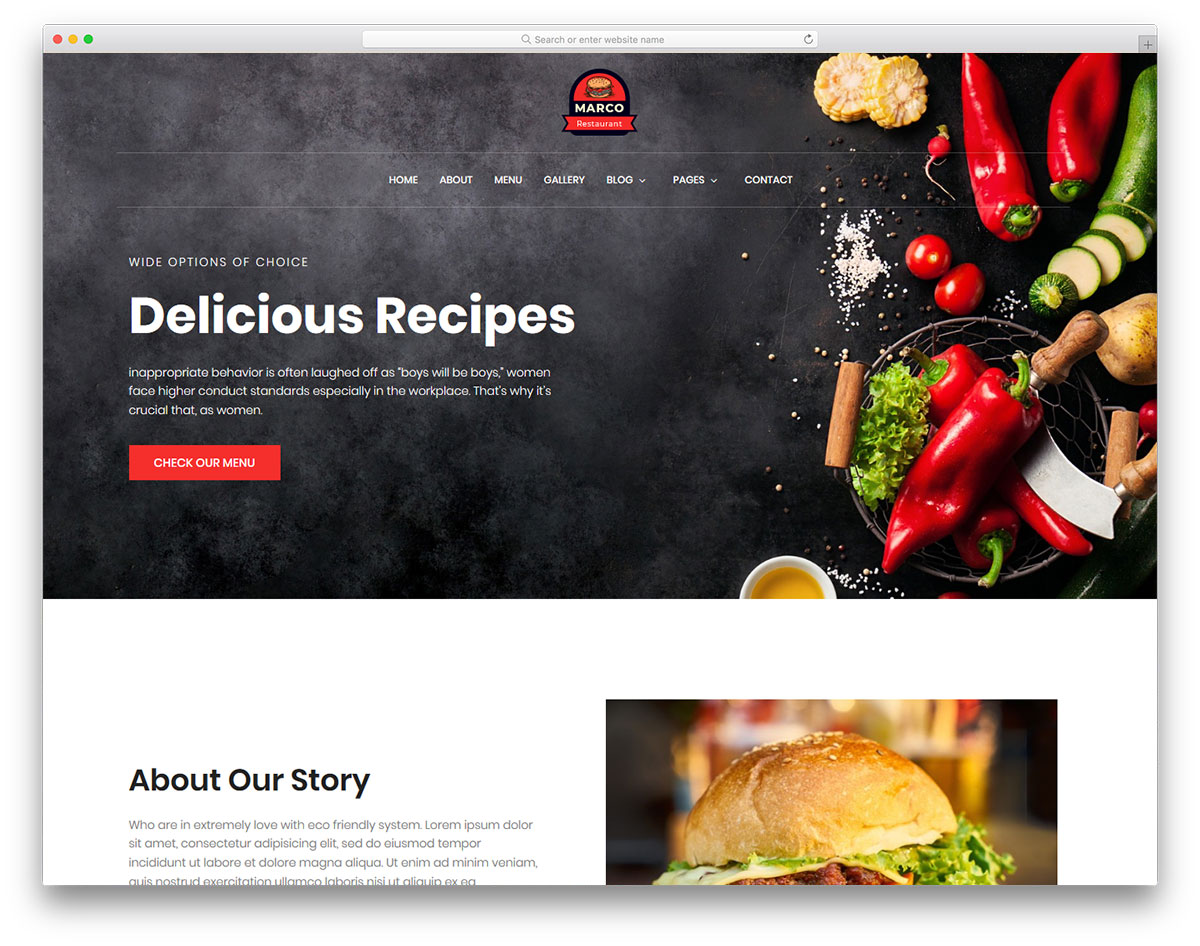 Search or enter website name
MARCO
Restaurant
HOME ABOUT MENU GALLERY BLOG PAGES CONTACT
WIDE OPTIONS OF CHOICE
Delicious Recipes
inappropriate behavior is often laughed off as “boys will be boys,” women
face higher conduct standards especially in the workplace. That’s why it’s
crucial that, as women.
CHECK OUR MENU
About Our Story
Who are in extremely love with eco friendly system. Lorem ipsum dolor
sit amet, consectetur adipisicing elit, sed do eiusmod tempor
incididunt ut labore et dolore magna aliqua. Ut enim ad minim veniam,
quis nostrud exercitation ullamco laboris nisi ut aliquip ex ea